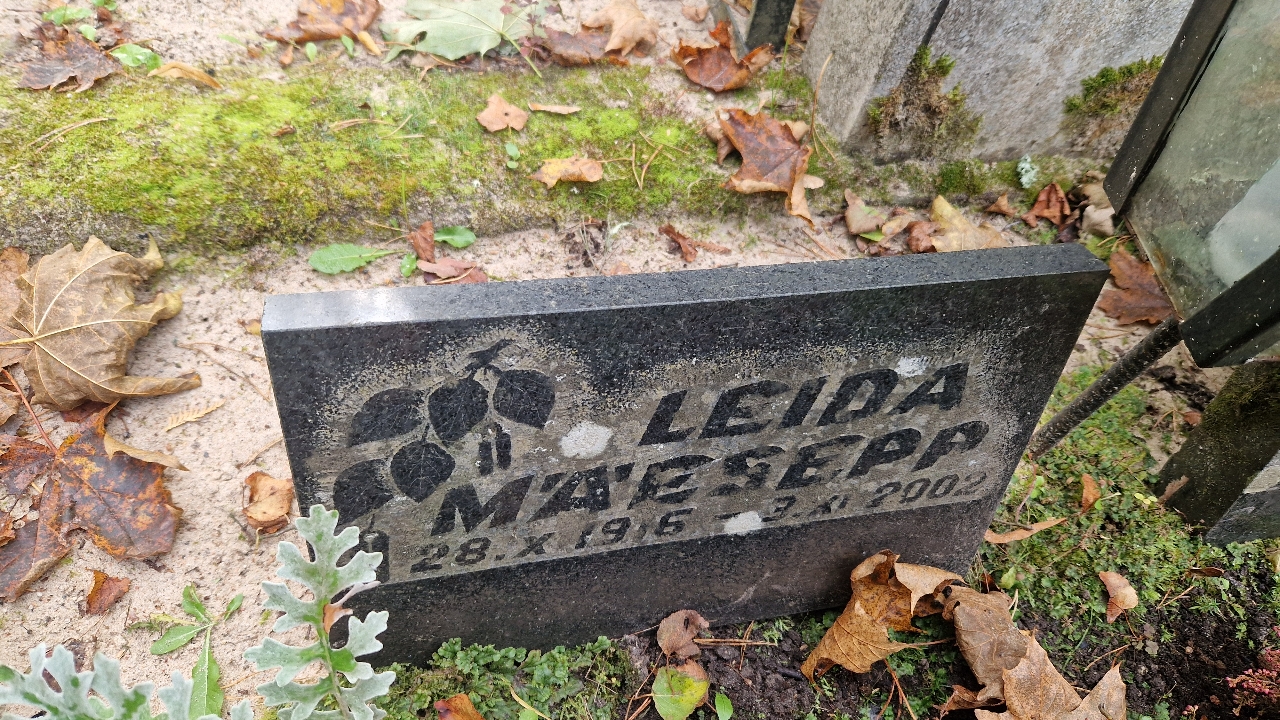 LEIDA
MÄESEPP
28. X 1916 – 3. XI 2002